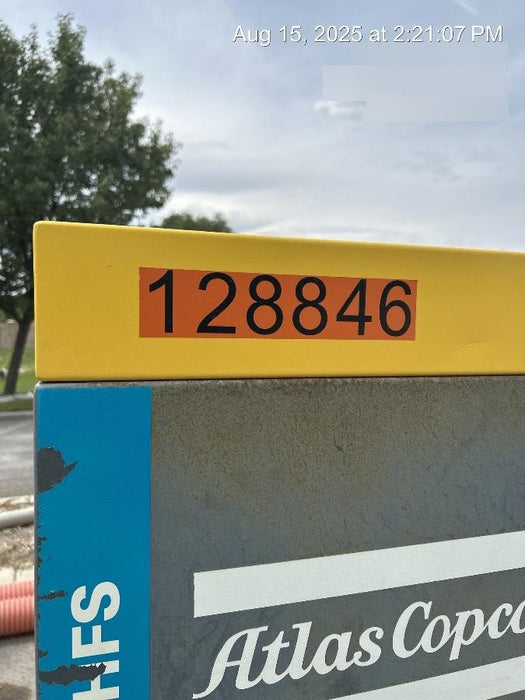 Aug 15, 2025 at 2:21:07 PM
128846
HFS
Atlas Copco